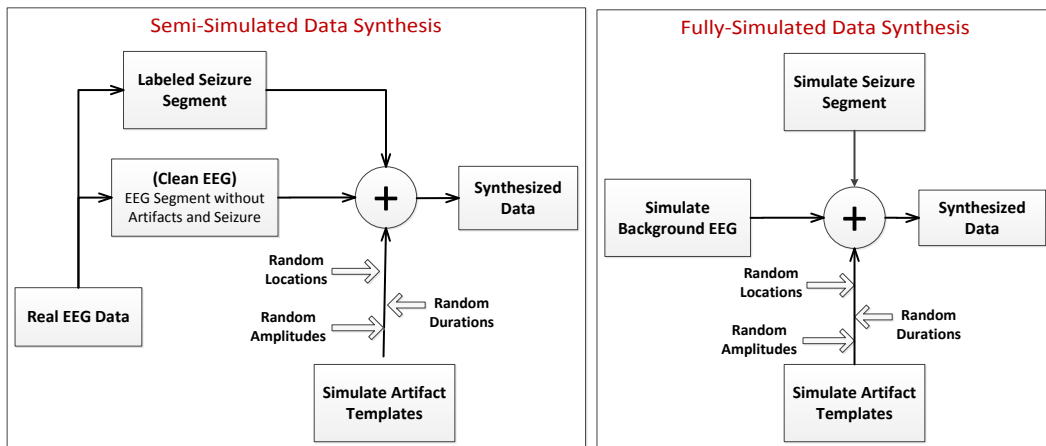 Semi-Simulated Data Synthesis
Labeled Seizure
Segment
(Clean EEG)
EEG Segment without
Artifacts and Seizure
+
Synthesized
Data
Random
Locations
Real EEG Data
Random
Durations
Random
Amplitudes
Simulate Artifact
Templates
Fully-Simulated Data Synthesis
Simulate Seizure
Segment
Simulate
Background EEG
+
Synthesized
Data
Random
Locations
Random
Durations
Random
Amplitudes
Simulate Artifact
Templates